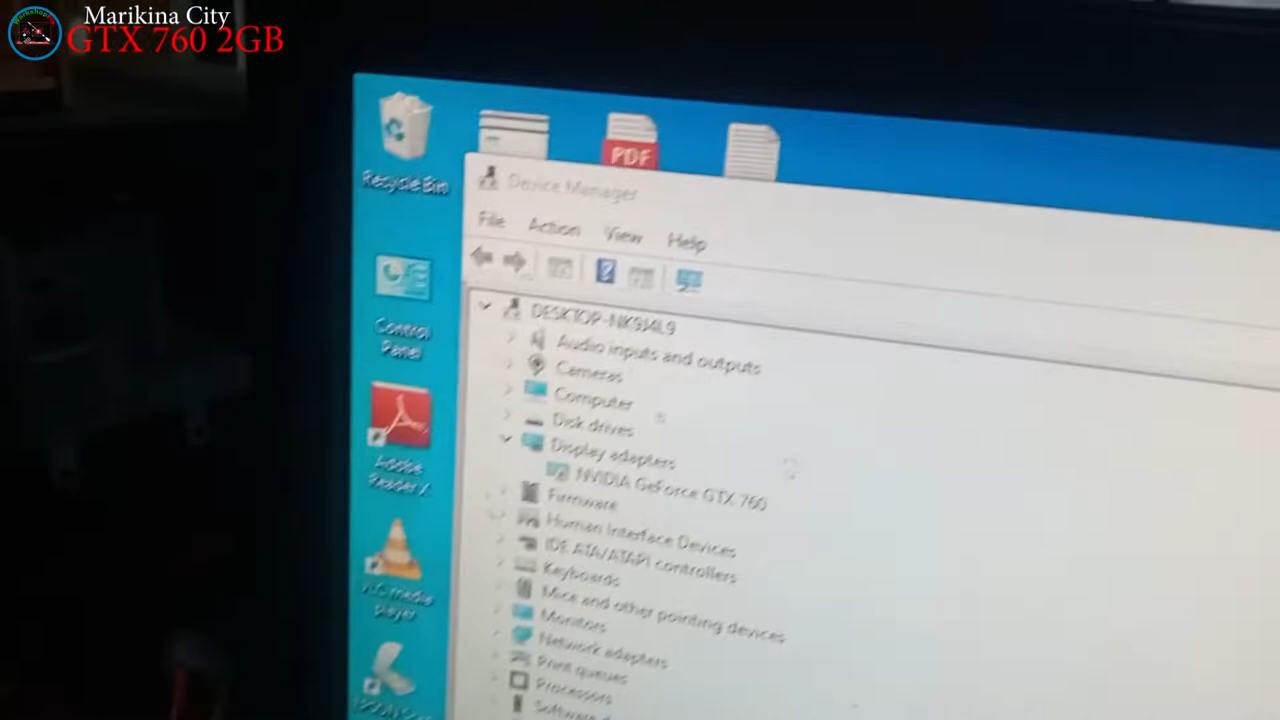 Workshop
Marikina City
GTX 760 2GB
Recycle Bin
PDF
Device Manager
File Action View Help
Control
Panel
Audio inputs and outputs
Cameras
Computer
Disk drives
Display adapters
NVIDIA GeForce GTX 760
Firmware
Human Interface Devices
IDE ATA/ATAPI controllers
Keyboards
Mice and other pointing devices
Monitors
Network adapters
Print queues
Processors
Adobe
Reader X
VLC media
player